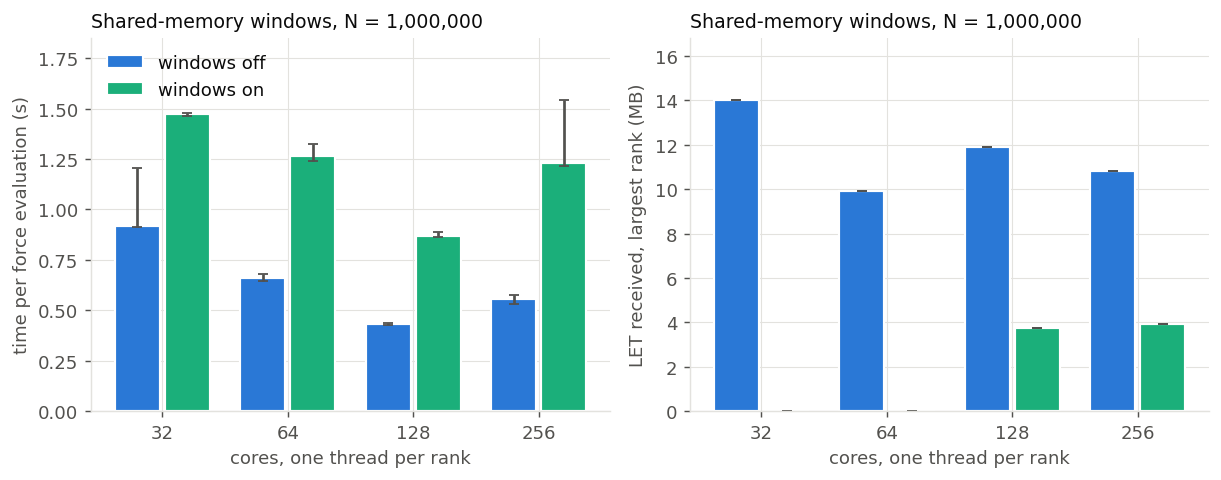 Shared-memory windows, N = 1,000,000
time per force evaluation (s)
1.75
1.50
1.25
1.00
0.75
0.50
0.25
0.00
windows off
windows on
32 64 128 256
cores, one thread per rank
Shared-memory windows, N = 1,000,000
LET received, largest rank (MB)
16
14
12
10
8
6
4
2
0
32 64 128 256
cores, one thread per rank